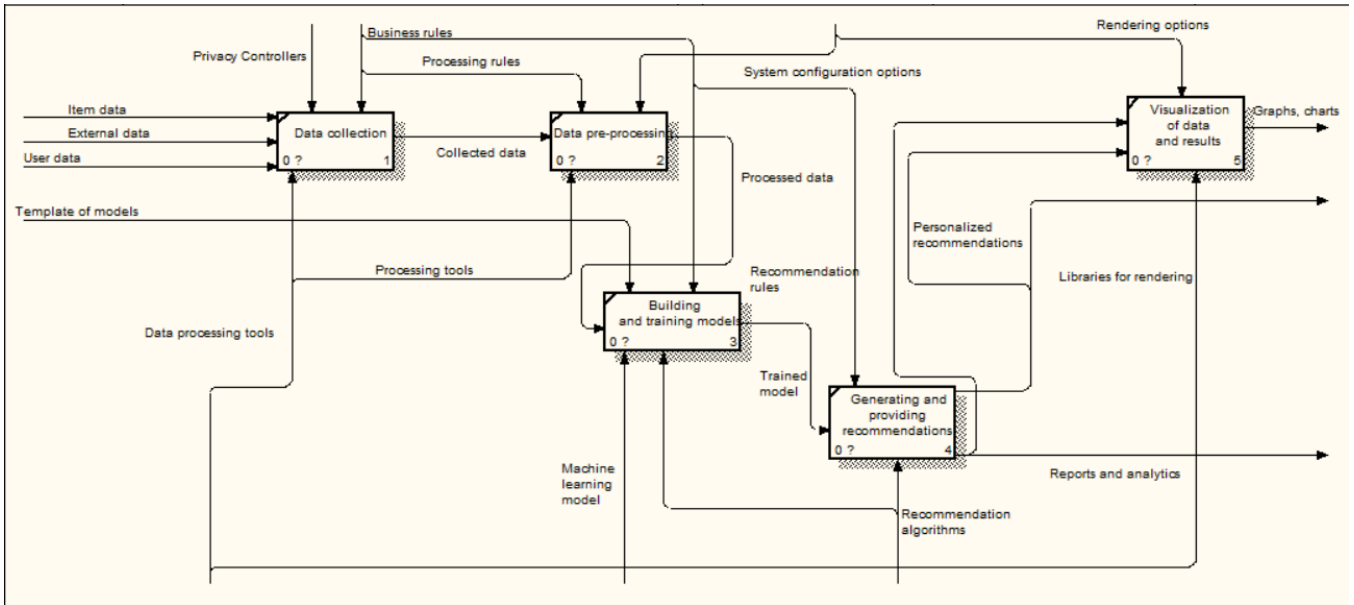 Business rules
Rendering options
Privacy Controllers
Processing rules
System configuration options
Item data
External data
User data
Data collection
0 ?
1
Collected data
Data pre-processing
0 ?
2
Processed data
Visualization
of data
and results
0 ?
5
Graphs, charts
Template of models
Personalized
recommendations
Processing tools
Recommendation
rules
Libraries for rendering
Building
and training models
0 ?
3
Data processing tools
Trained
model
Generating and
providing
recommendations
0 ?
4
Machine
learning
model
Reports and analytics
Recommendation
algorithms